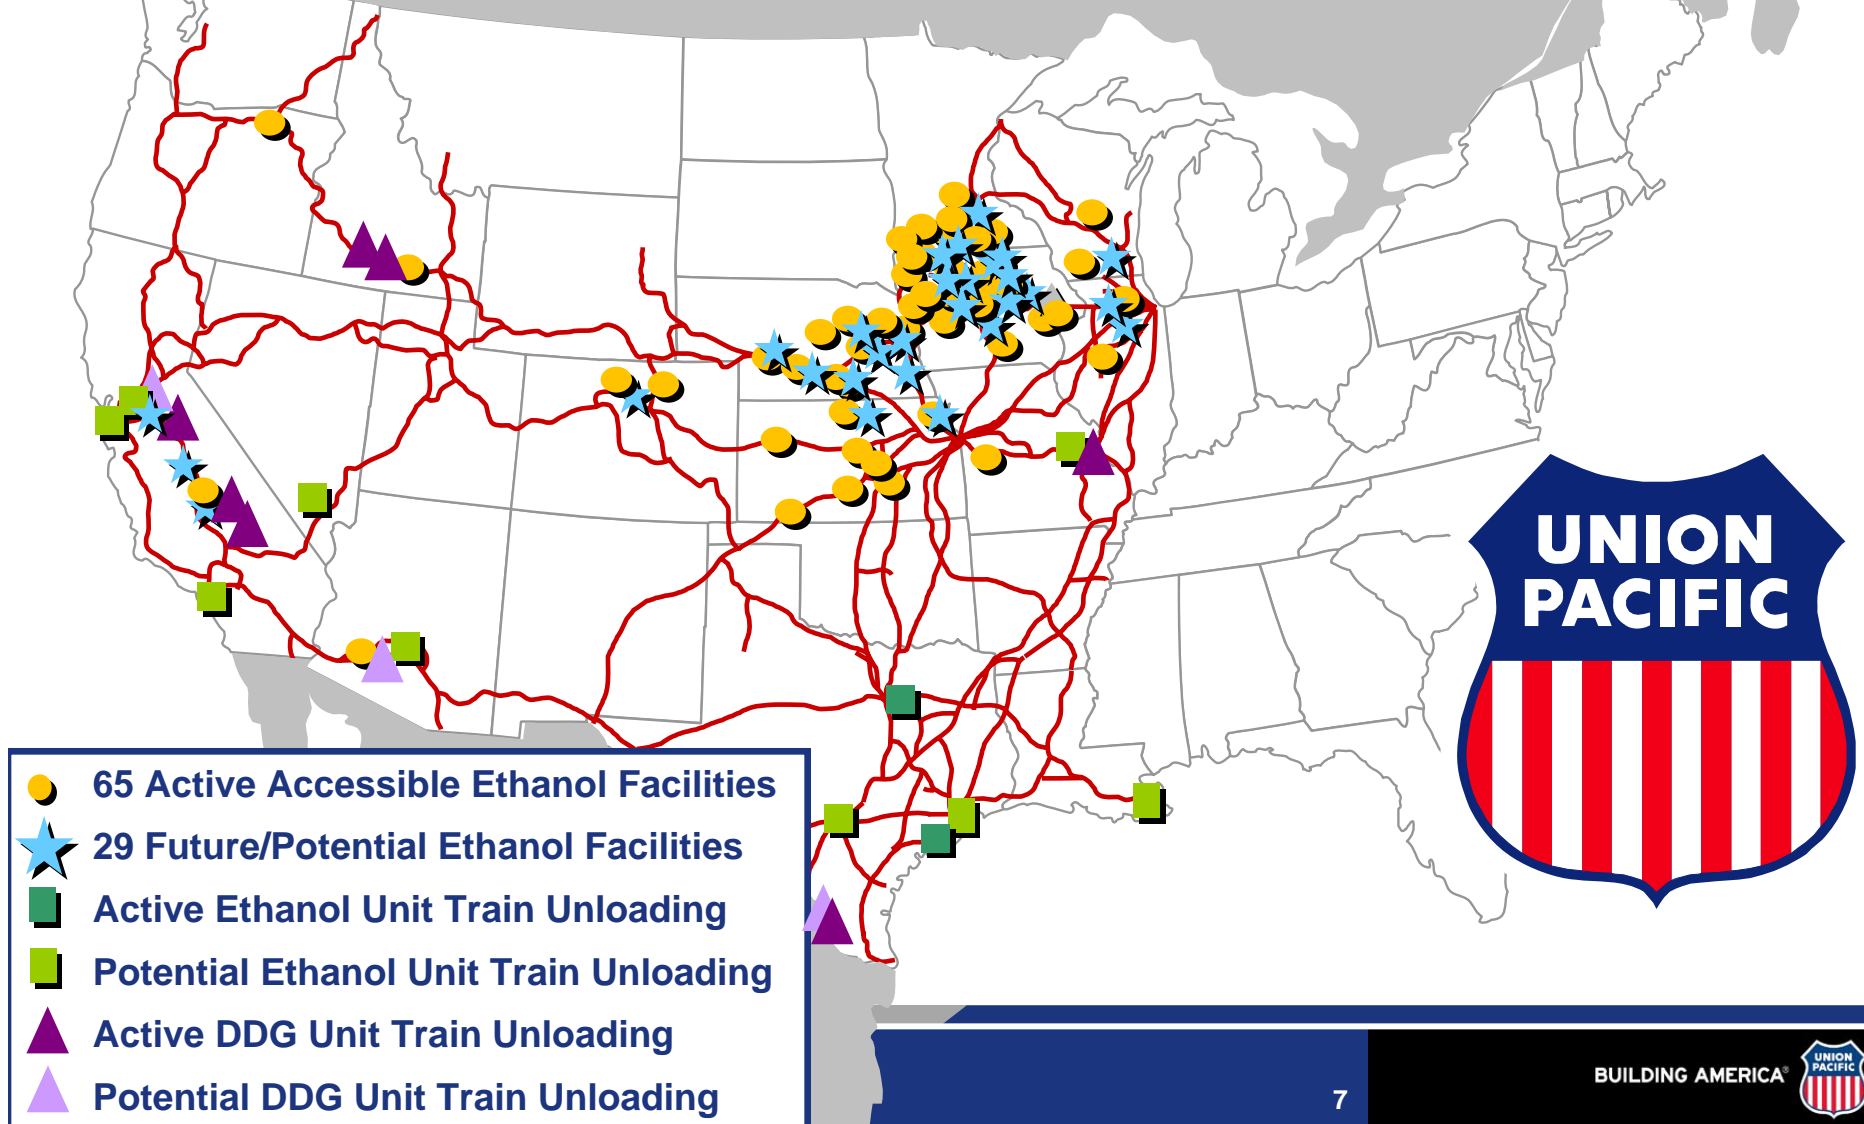 UNION
PACIFIC
65 Active Accessible Ethanol Facilities
29 Future/Potential Ethanol Facilities
Active Ethanol Unit Train Unloading
Potential Ethanol Unit Train Unloading
Active DDG Unit Train Unloading
Potential DDG Unit Train Unloading
7
BUILDING AMERICA®
UNION
PACIFIC